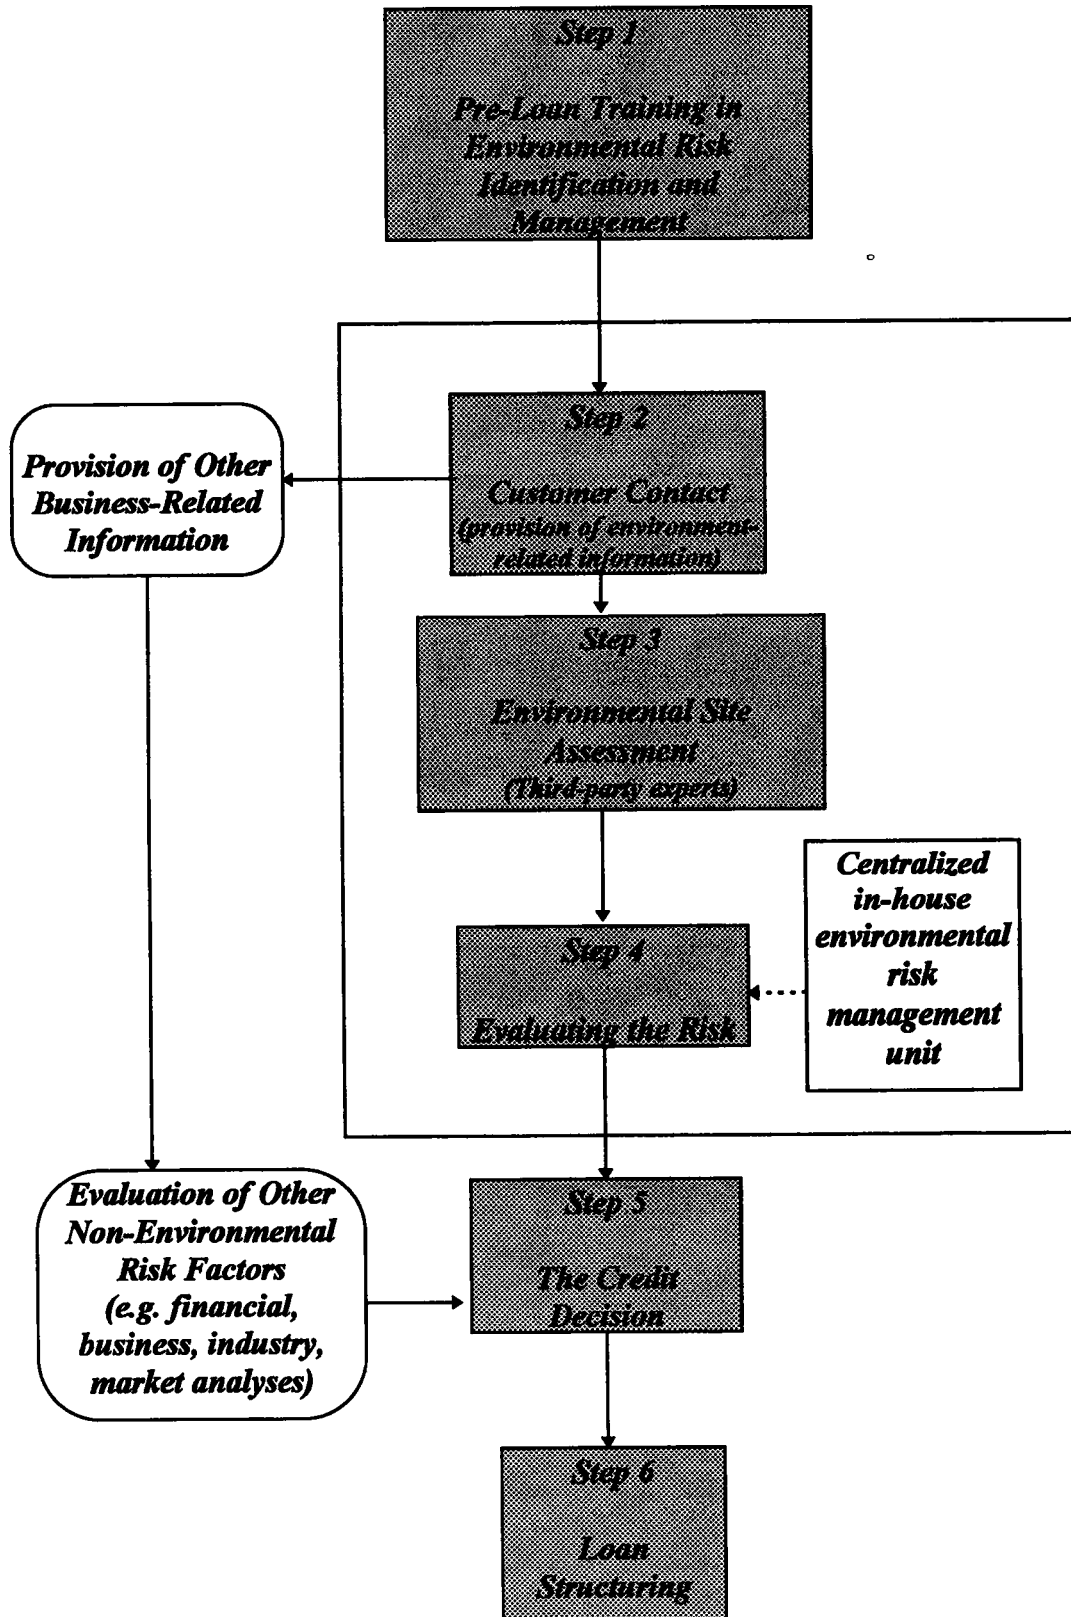 Step 1
Pre-Loan Training in
Environmental Risk
Identification and
Management
Step 2
Customer Contact
(provision of environment-
related information)
Provision of Other
Business-Related
Information
Step 3
Environmental Site
Assessment
(Third-party experts)
Centralized
in-house
environmental
risk
management
unit
Step 4
Evaluating the Risk
Evaluation of Other
Non-Environmental
Risk Factors
(e.g. financial,
business, industry,
market analyses)
Step 5
The Credit
Decision
Step 6
Loan
Structuring